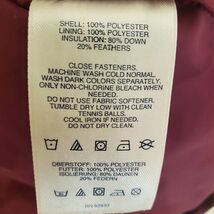 SHELL: 100% POLYESTER
LINING: 100% POLYESTER
INSULATION: 80% DOWN
20% FEATHERS
CLOSE FASTENERS.
MACHINE WASH COLD NORMAL.
WASH DARK COLORS SEPARATELY.
ONLY NON-CHLORINE BLEACH WHEN
NEEDED.
DO NOT USE FABRIC SOFTENER.
TUMBLE DRY LOW WITH CLEAN
TENNIS BALLS.
COOL IRON IF NEEDED.
DO NOT DRY CLEAN.
OBERSTOFF: 100% POLYESTER
FUTTER: 100% POLYESTER
ISOLIERUNG: 80% DAUNEN
20% FEDERN